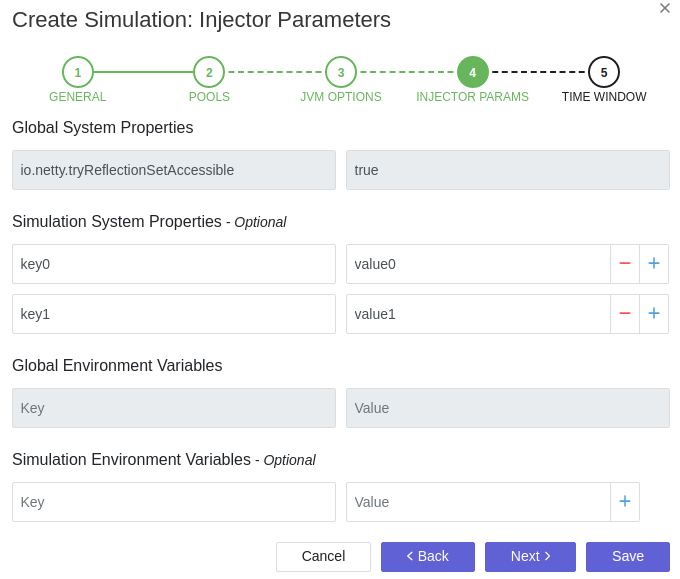 Create Simulation: Injector Parameters
×
1 2 3 4 5
GENERAL POOLS JVM OPTIONS INJECTOR PARAMS TIME WINDOW
Global System Properties
io.netty.tryReflectionSetAccessible true
Simulation System Properties - Optional
key0 value0 − +
key1 value1 − +
Global Environment Variables
Key Value
Simulation Environment Variables - Optional
Key Value +
Cancel < Back Next > Save